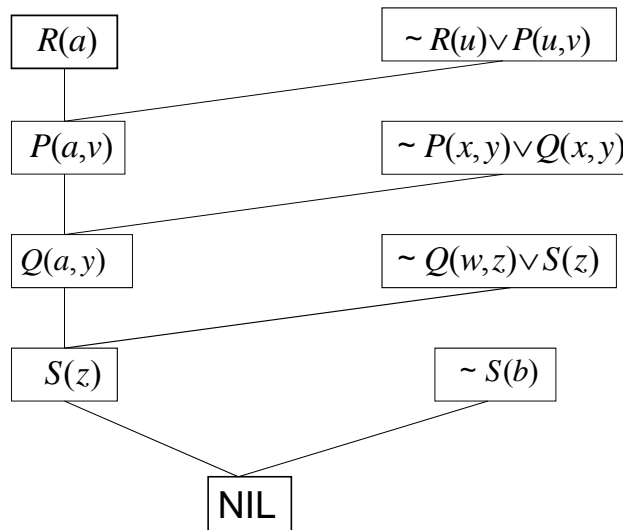 R(a) ~ R(u)∨P(u,v)
P(a,v) ~ P(x,y)∨Q(x,y)
Q(a,y) ~ Q(w,z)∨S(z)
S(z) ~ S(b)
NIL